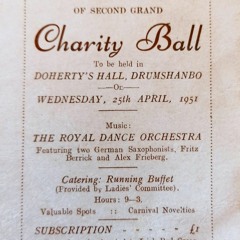 OF SECOND GRAND
Charity Ball
To be held in
DOHERTY'S HALL, DRUMSHANBO
—On—
WEDNESDAY, 25th APRIL, 1951
Music:
THE ROYAL DANCE ORCHESTRA
Featuring two German Saxophonists, Fritz
Berrick and Alex Frieberg.
Catering: Running Buffet
(Provided by Ladies' Committee).
Hours: 9—3.
Valuable Spots :: Carnival Novelties
SUBSCRIPTION £1